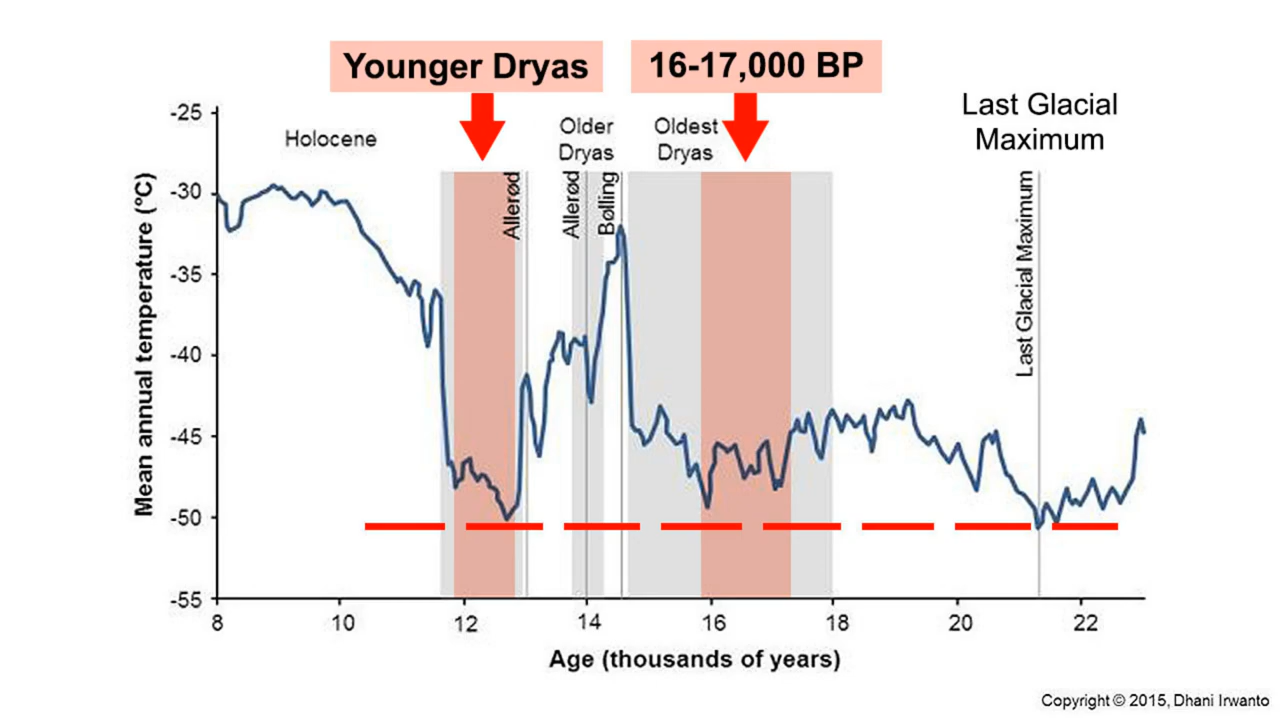 Younger Dryas
16-17,000 BP
Last Glacial
Maximum
Holocene
Older
Dryas
Oldest
Dryas
Allerød
Allerød
Bølling
Last Glacial Maximum
Mean annual temperature (°C)
-25
-30
-35
-40
-45
-50
-55
8
10
12
14
16
18
20
22
Age (thousands of years)
Copyright © 2015, Dhani Irwanto